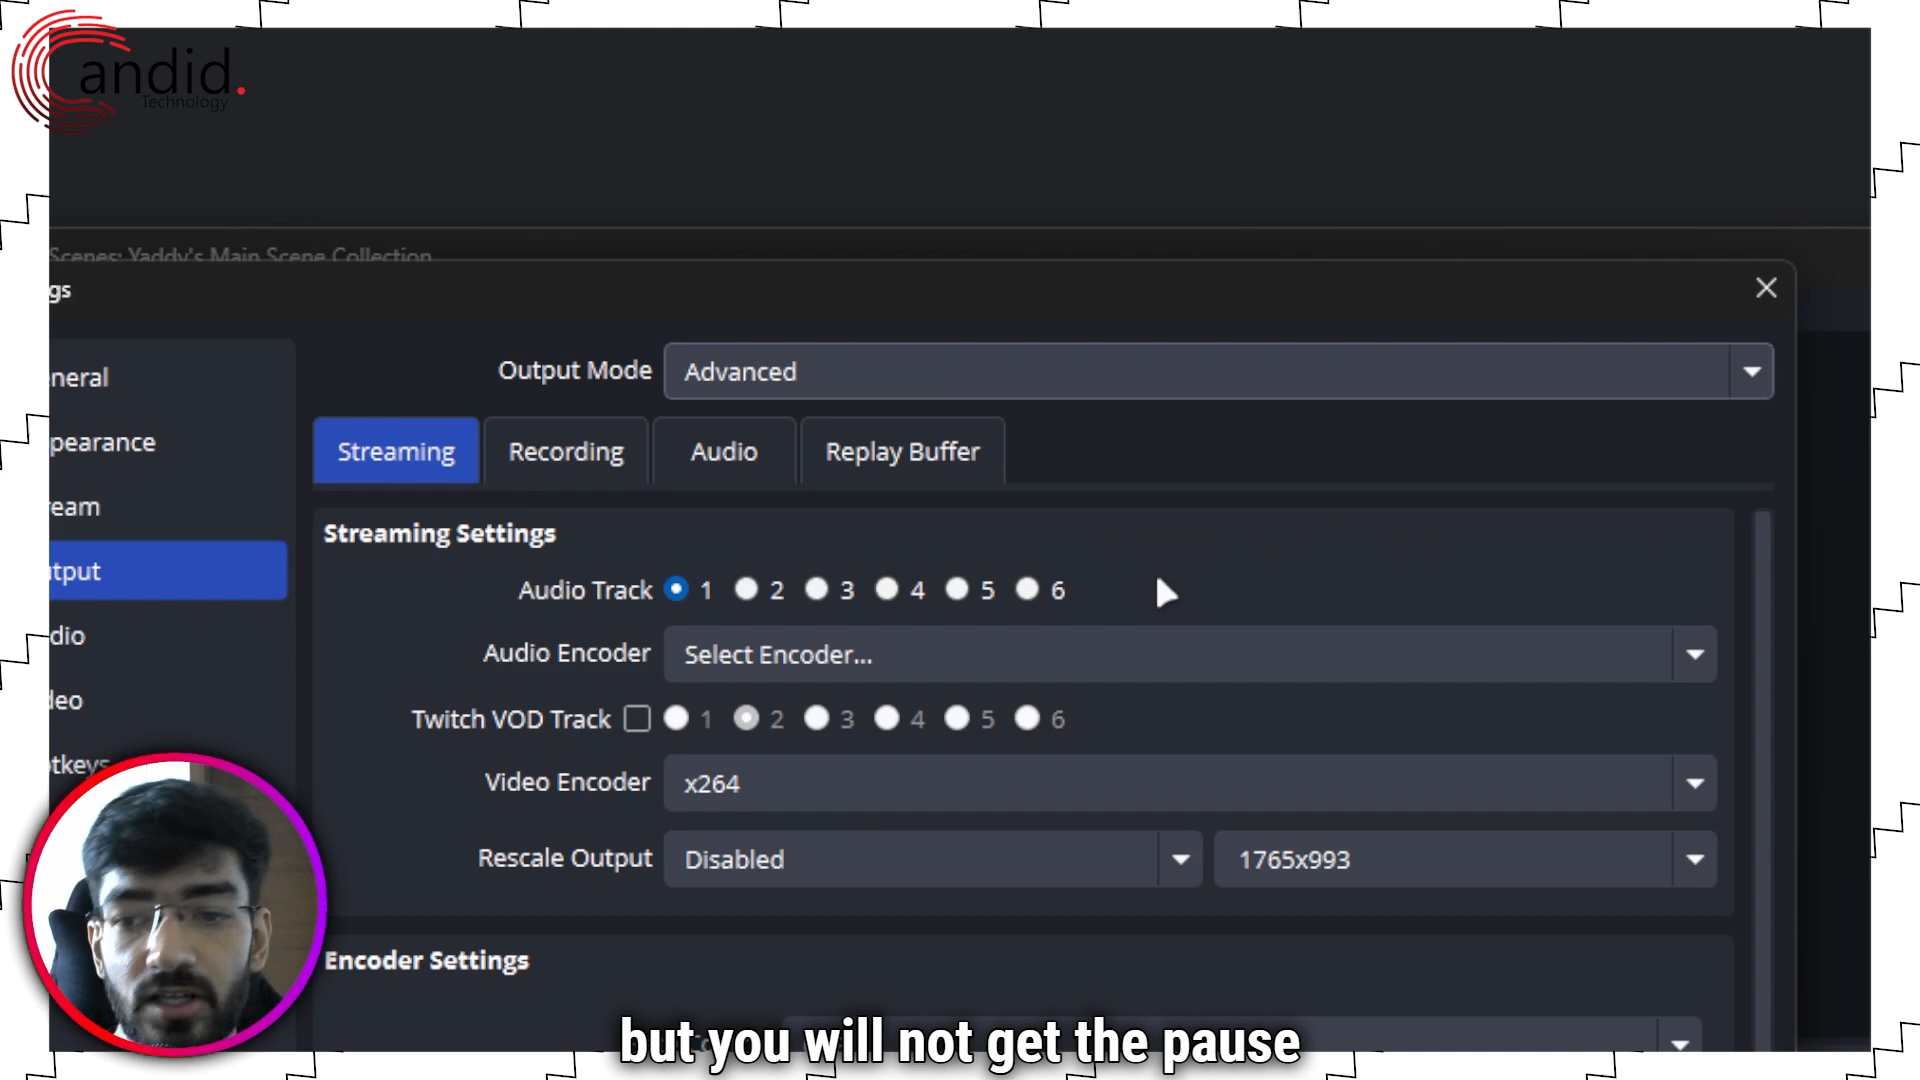 andid.
Technology
Scenes: Yaddy's Main Scene Collection
gs
neral
pearance
ream
tput
dio
deo
tkeys
Output Mode Advanced
Streaming Recording Audio Replay Buffer
Streaming Settings
Audio Track 1 2 3 4 5 6
Audio Encoder Select Encoder...
Twitch VOD Track 1 2 3 4 5 6
Video Encoder x264
Rescale Output Disabled 1765x993
Encoder Settings
but you will not get the pause